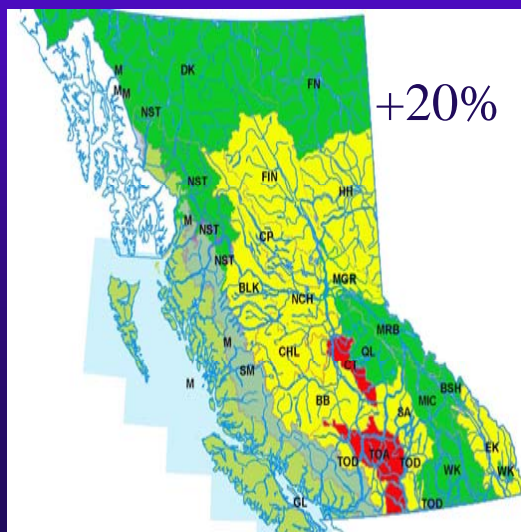 M
DK
FN
M M
NST
+20%
NST
FIN
HH
M
NST
CP
NST
MGR
BLK
NCH
MRB
M
CHL
QL
SM
CT
BSH
M
MIC
BB
SA
EK
TOD
TOA
TOD
WK
WK
GL
TOD